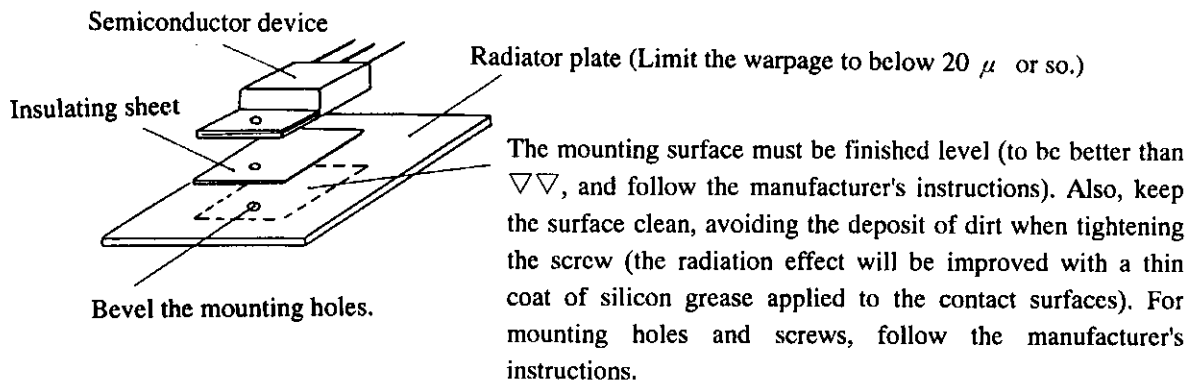 Semiconductor device
Radiator plate (Limit the warpage to below 20 μ or so.)
Insulating sheet
The mounting surface must be finished level (to be better than
▽▽, and follow the manufacturer's instructions). Also, keep
the surface clean, avoiding the deposit of dirt when tightening
the screw (the radiation effect will be improved with a thin
coat of silicon grease applied to the contact surfaces). For
mounting holes and screws, follow the manufacturer's
instructions.
Bevel the mounting holes.